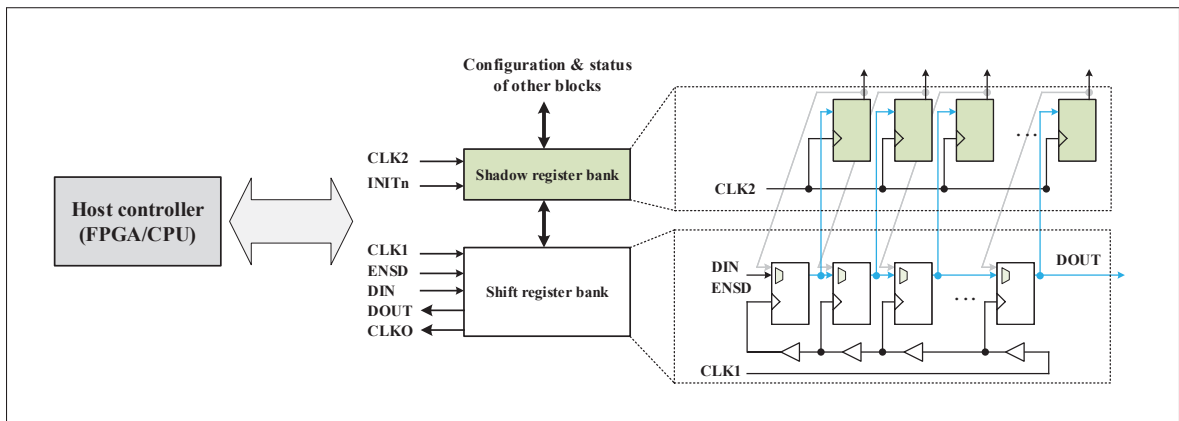 Configuration & status
of other blocks
CLK2
INITn
Shadow register bank
Host controller
(FPGA/CPU)
CLK1
ENSD
DIN
DOUT
CLKO
Shift register bank
CLK2
...
DIN
ENSD
DOUT
...
CLK1